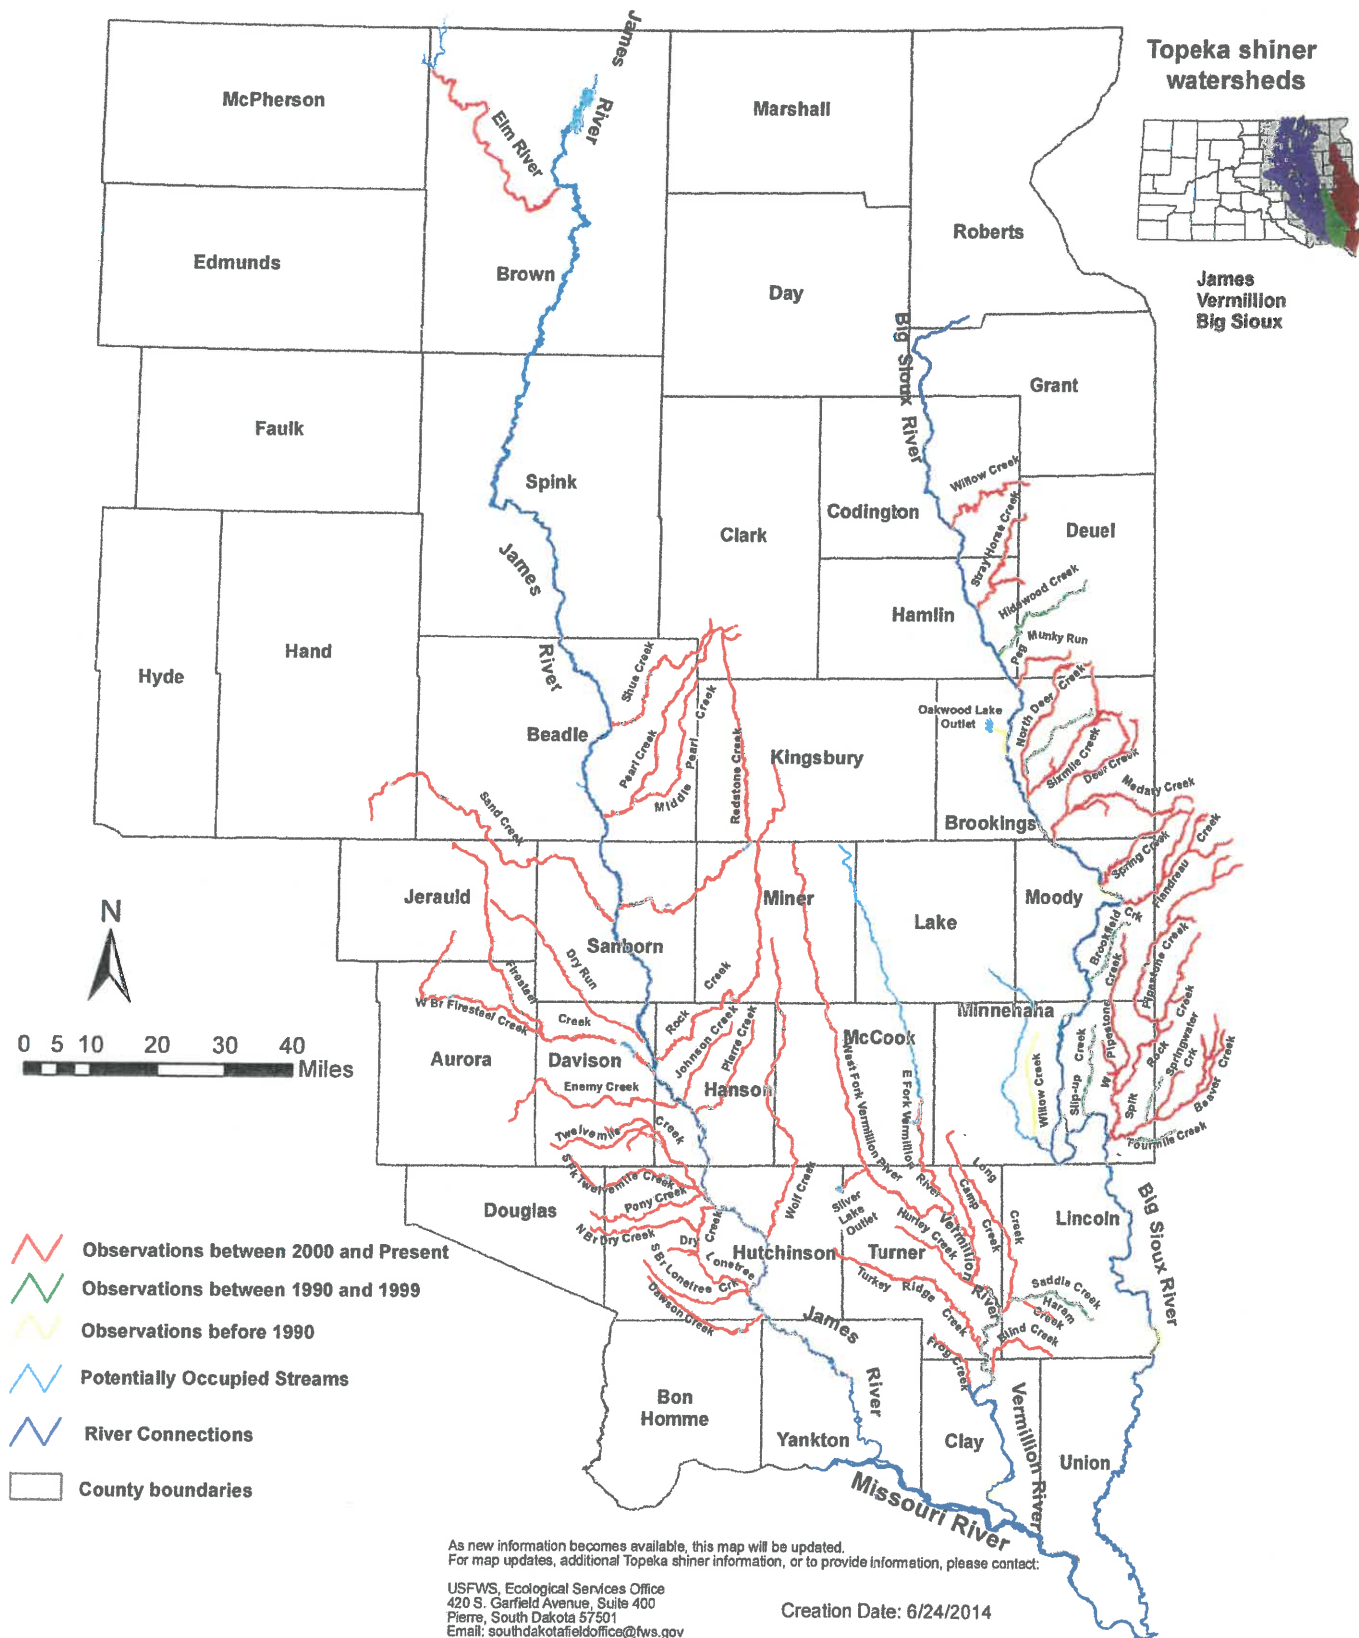 James
River
Topeka shiner
watersheds
McPherson
Marshall
Elm River
Roberts
Edmunds
Brown
Day
James
Vermillion
Big Sioux
Big Sioux River
Grant
Faulk
Spink
Willow Creek
Codington
Stray Horse Creek
Deuel
Clark
James
River
Hidewood Creek
Hamlin
Peg Munky Run
Hand
Hyde
Shue Creek
Oakwood Lake
Outlet
North Deer Creek
Beadle
Pearl Creek
Middle Pearl Creek
Redstone Creek
Kingsbury
Sixmile Creek
Deer Creek
Medary Creek
Sand Creek
Brookings
Spring Creek
Flandreau Creek
Jerauld
Miner
Moody
Lake
Brookfield Crk
N
Sanborn
Dry Run
Firesteel
Creek
W Br Firesteel Creek
Rock Creek
Pipestone Creek
W Pipestone Creek
Minnehaha
0 5 10 20 30 40
Miles
Aurora
Davison
Johnson Creek
Pierre Creek
McCook
Hanson
Enemy Creek
West Fork Vermillion River
E Fork Vermillion River
Willow Creek
Slip-up Creek
Split Rock Creek
Springwater Crk
Beaver Creek
Fourmile Creek
Twelvemile Creek
S Fk Twelvemile Creek
Pony Creek
Wolf Creek
Silver
Lake
Outlet
Long Creek
Camp Creek
Douglas
N Br Dry Creek
Dry Creek
Hurley Creek
Vermillion River
Lincoln
Big Sioux River
Hutchinson
Turner
Lonetree Crk
S Br Lonetree
Dawson Creek
Turkey Ridge Creek
Saddle Creek
Harem
Creek
Blind Creek
Frog Creek
James
River
Observations between 2000 and Present
Observations between 1990 and 1999
Observations before 1990
Potentially Occupied Streams
River Connections
County boundaries
Bon
Homme
Yankton
Clay
Vermillion River
Union
Missouri River
As new information becomes available, this map will be updated.
For map updates, additional Topeka shiner information, or to provide information, please contact:
USFWS, Ecological Services Office
420 S. Garfield Avenue, Suite 400
Pierre, South Dakota 57501
Email: southdakotafieldoffice@fws.gov
Creation Date: 6/24/2014